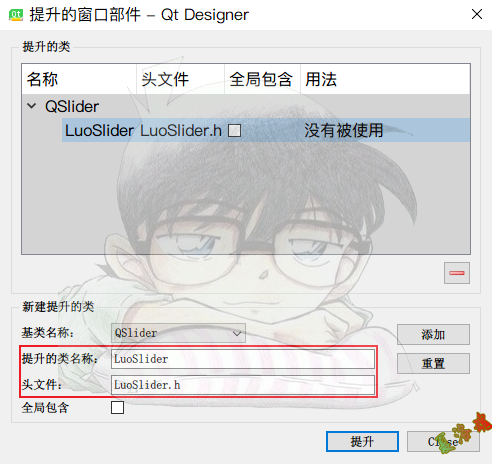 提升的窗口部件 - Qt Designer
提升的类
名称 头文件 全局包含 用法
QSlider
LuoSlider LuoSlider.h 没有被使用
新建提升的类
基类名称： QSlider 添加
提升的类名称： LuoSlider 重置
头文件： LuoSlider.h
全局包含
提升 Close